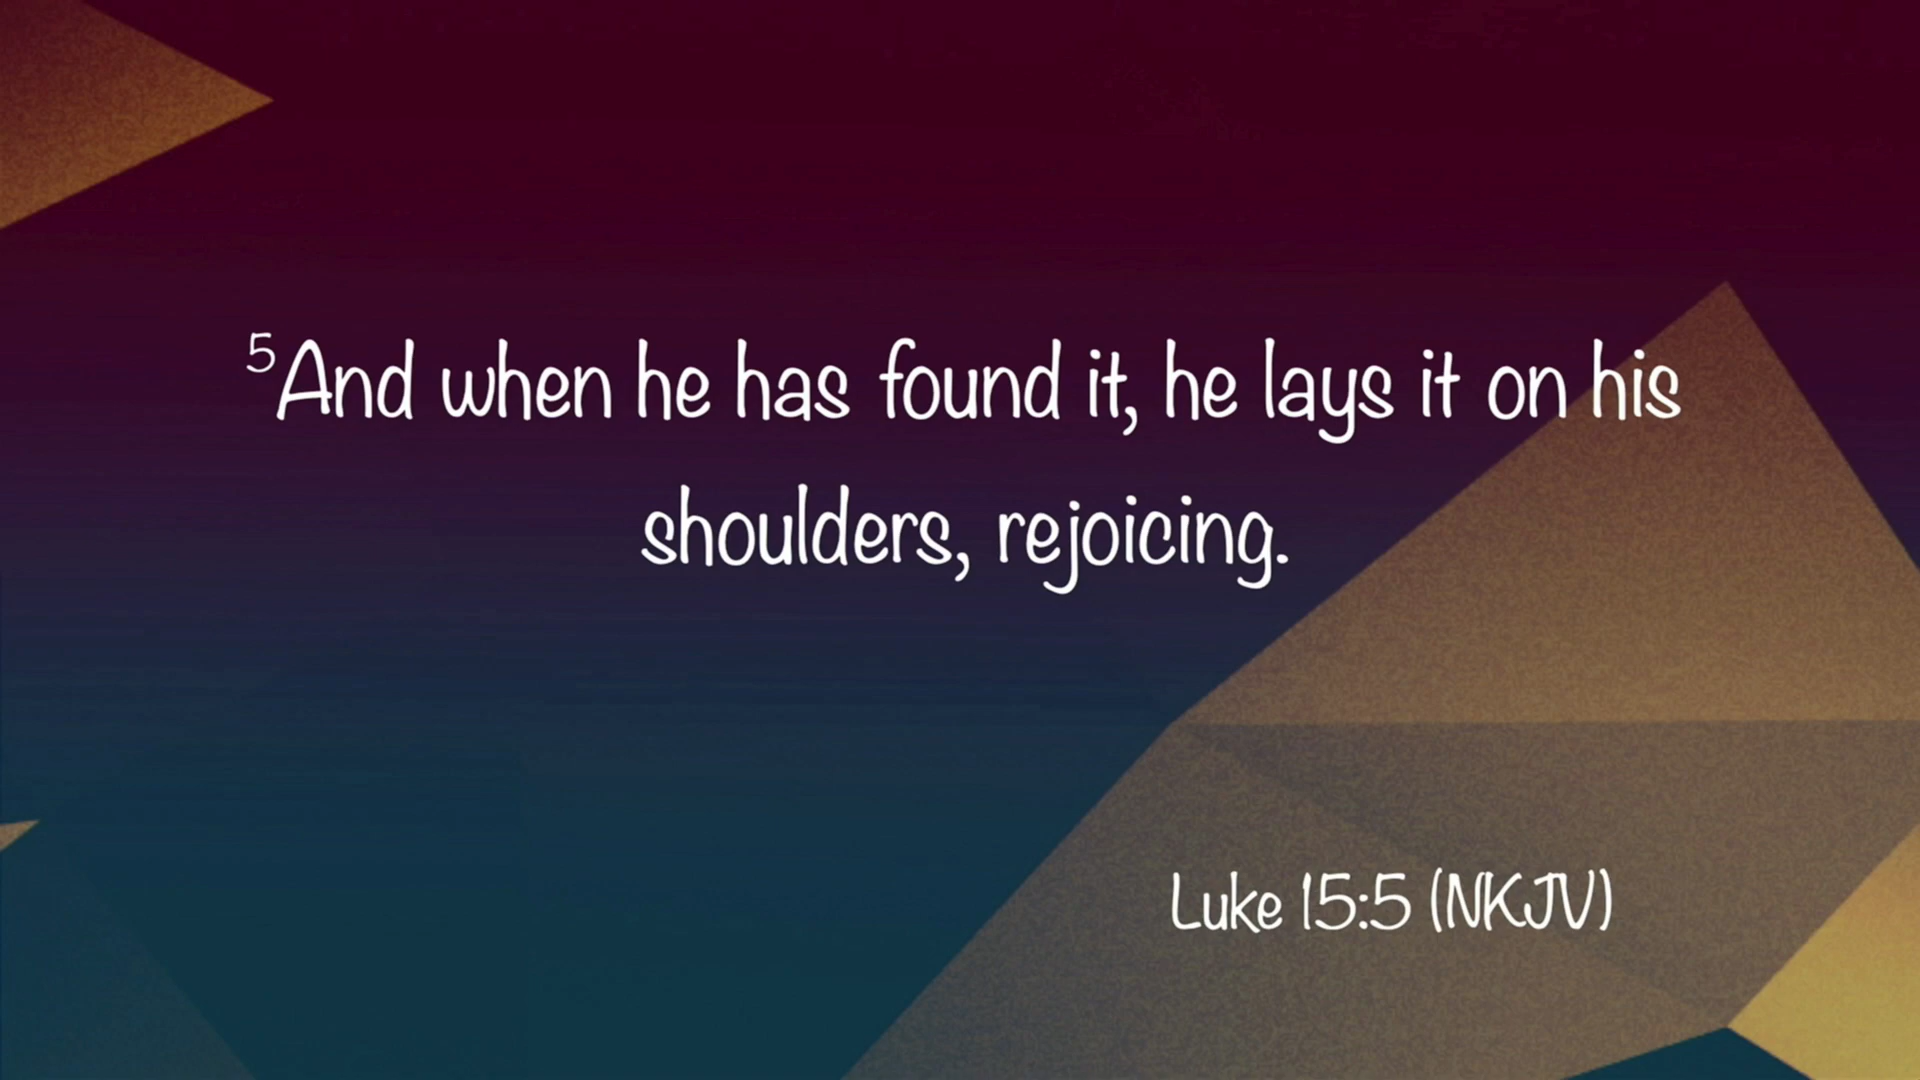 5And when he has found it, he lays it on his
shoulders, rejoicing.
Luke 15:5 (NKJV)